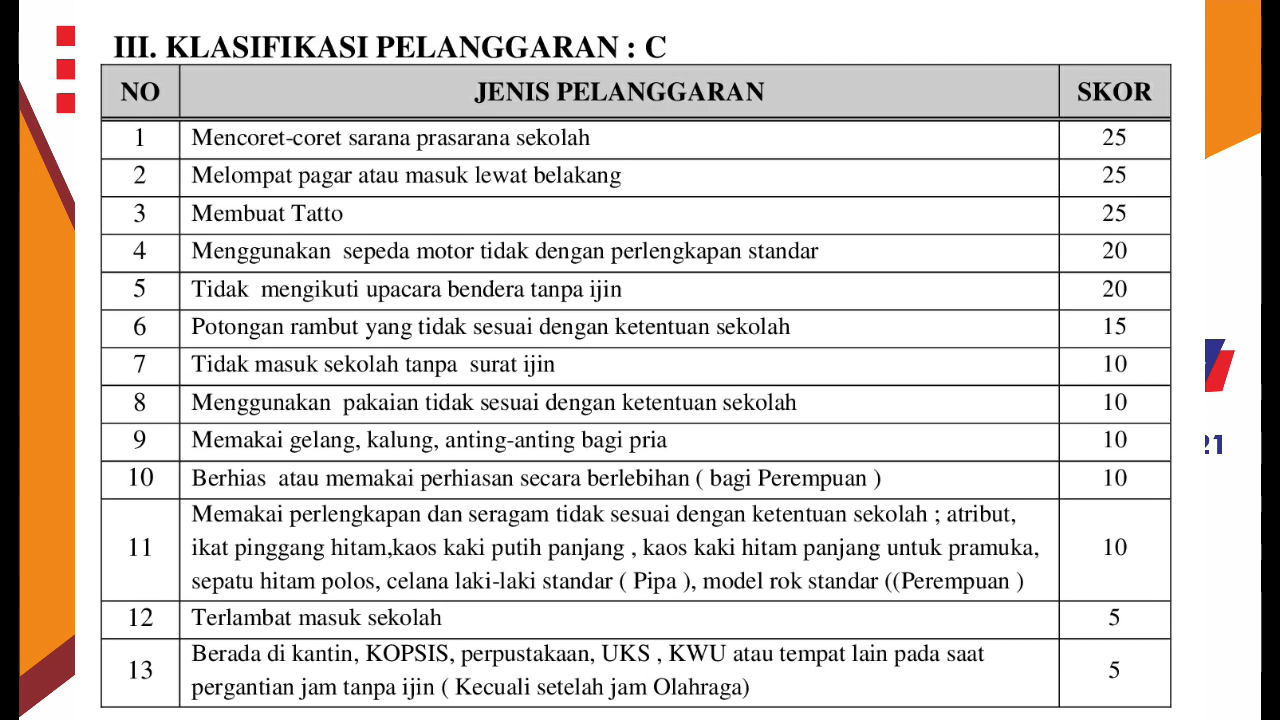 III. KLASIFIKASI PELANGGARAN : C
NO JENIS PELANGGARAN SKOR
1 Mencoret-coret sarana prasarana sekolah 25
2 Melompat pagar atau masuk lewat belakang 25
3 Membuat Tatto 25
4 Menggunakan sepeda motor tidak dengan perlengkapan standar 20
5 Tidak mengikuti upacara bendera tanpa ijin 20
6 Potongan rambut yang tidak sesuai dengan ketentuan sekolah 15
7 Tidak masuk sekolah tanpa surat ijin 10
8 Menggunakan pakaian tidak sesuai dengan ketentuan sekolah 10
9 Memakai gelang, kalung, anting-anting bagi pria 10
21
10 Berhias atau memakai perhiasan secara berlebihan ( bagi Perempuan ) 10
Memakai perlengkapan dan seragam tidak sesuai dengan ketentuan sekolah ; atribut,
11 ikat pinggang hitam,kaos kaki putih panjang , kaos kaki hitam panjang untuk pramuka, 10
sepatu hitam polos, celana laki-laki standar ( Pipa ), model rok standar ((Perempuan )
12 Terlambat masuk sekolah 5
13 Berada di kantin, KOPSIS, perpustakaan, UKS , KWU atau tempat lain pada saat 5
pergantian jam tanpa ijin ( Kecuali setelah jam Olahraga)